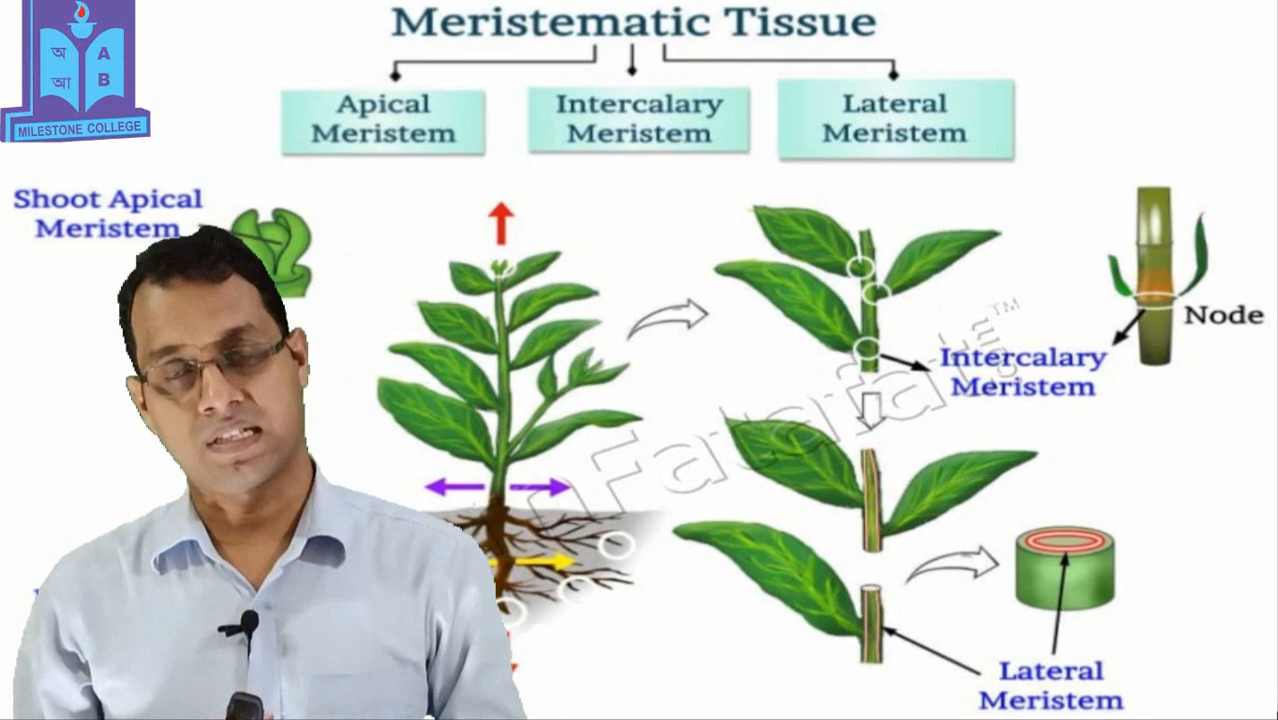 Meristematic Tissue
অ A
আ B
MILESTONE COLLEGE
Apical
Meristem
Intercalary
Meristem
Lateral
Meristem
Shoot Apical
Meristem
Node
Intercalary
Meristem
Lateral
Meristem